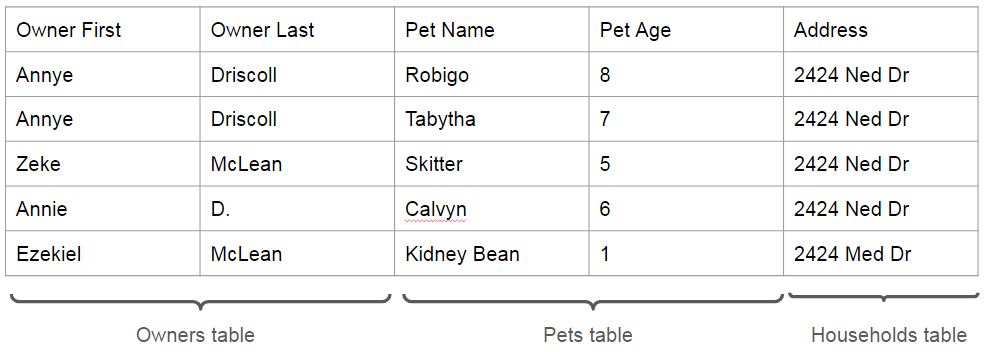 Owner First Owner Last Pet Name Pet Age Address
Annye Driscoll Robigo 8 2424 Ned Dr
Annye Driscoll Tabytha 7 2424 Ned Dr
Zeke McLean Skitter 5 2424 Ned Dr
Annie D. Calvyn 6 2424 Ned Dr
Ezekiel McLean Kidney Bean 1 2424 Med Dr
Owners table Pets table Households table